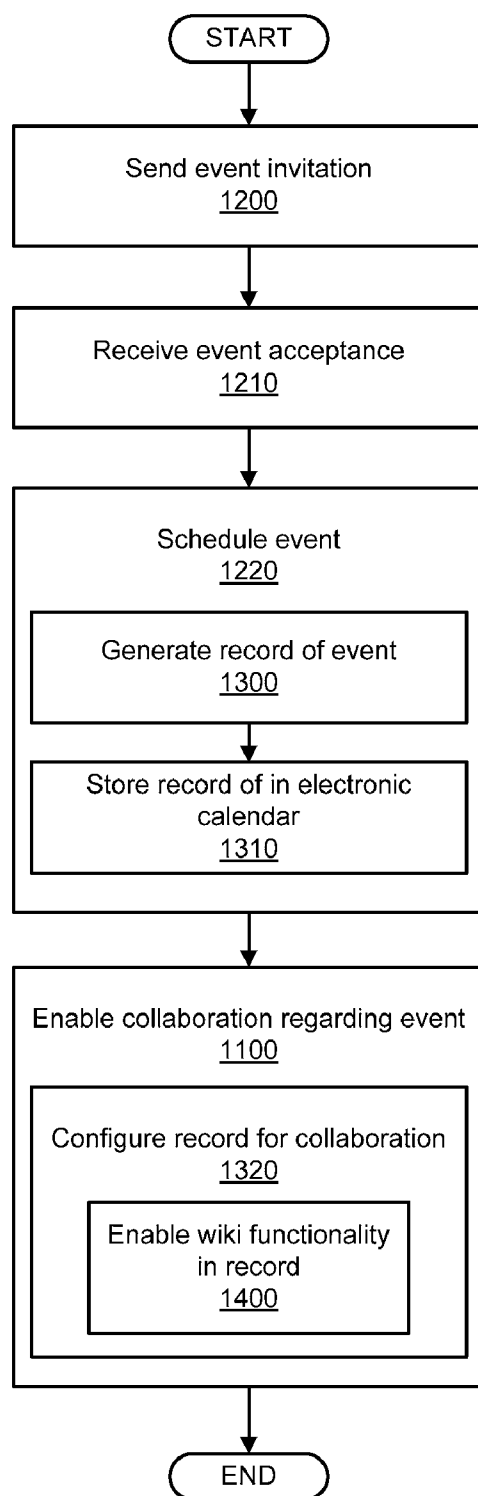 START
Send event invitation
1200
Receive event acceptance
1210
Schedule event
1220
Generate record of event
1300
Store record of in electronic
calendar
1310
Enable collaboration regarding event
1100
Configure record for collaboration
1320
Enable wiki functionality
in record
1400
END